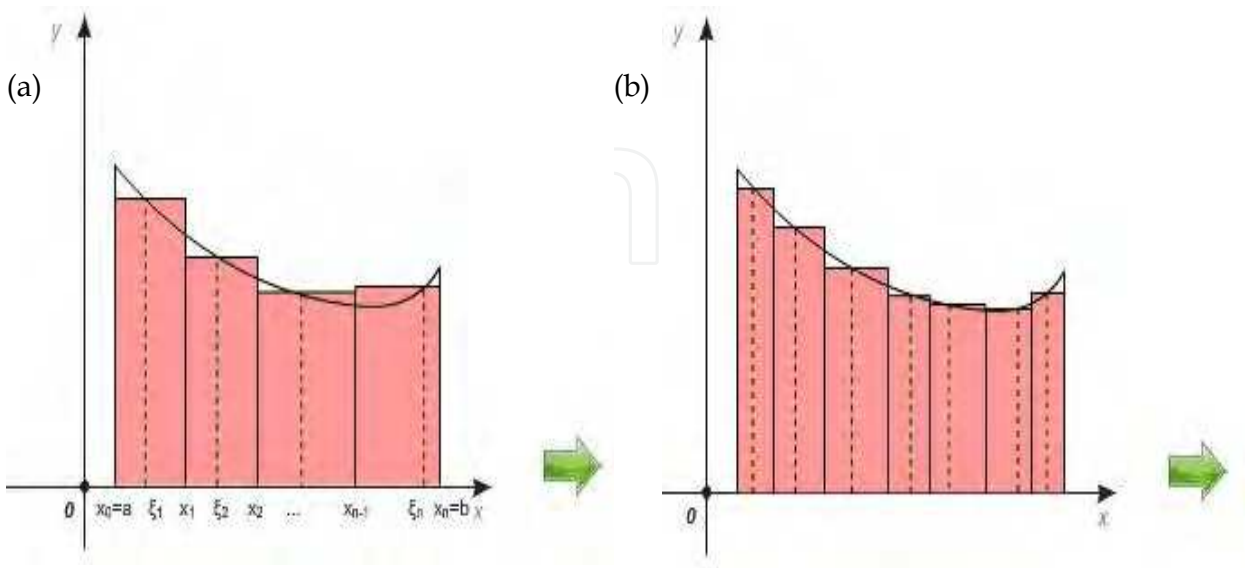 y
(a)
0 x₀=a ξ₁ x₁ ξ₂ x₂ ... xₙ₋₁ ξₙ xₙ=b x
y
(b)
0 x